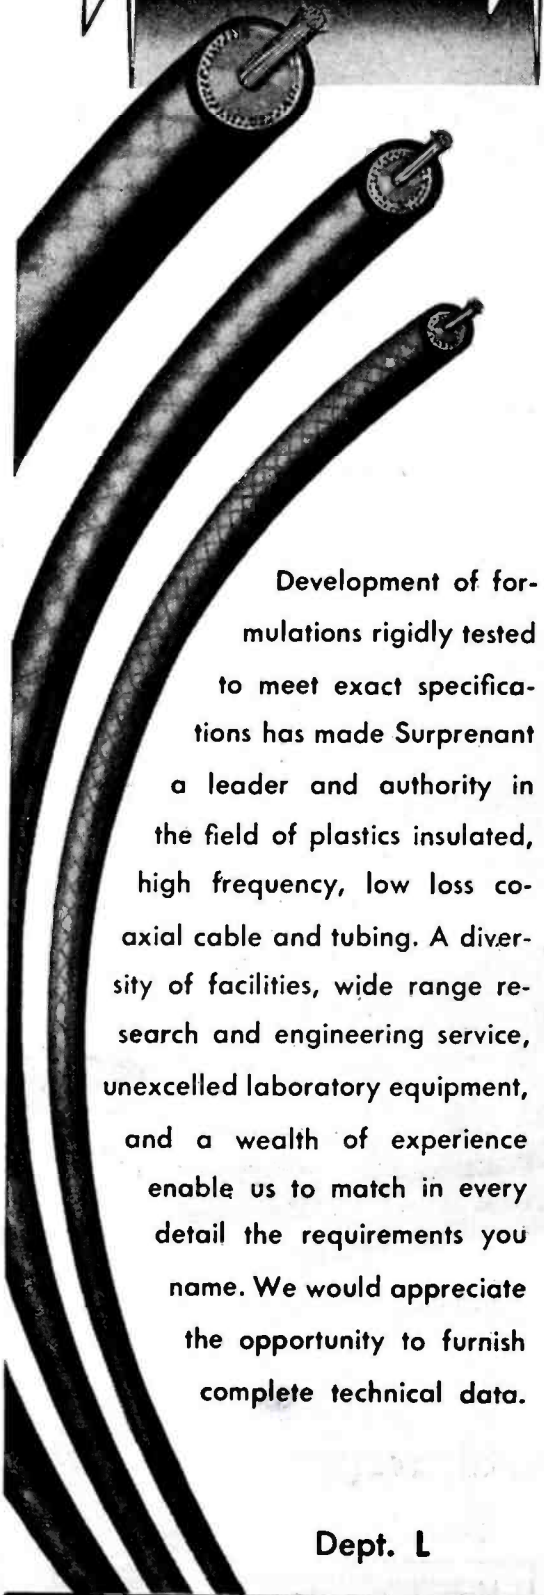 Development of for-
mulations rigidly tested
to meet exact specifica-
tions has made Surprenant
a leader and authority in
the field of plastics insulated,
high frequency, low loss co-
axial cable and tubing. A diver-
sity of facilities, wide range re-
search and engineering service,
unexcelled laboratory equipment,
and a wealth of experience
enable us to match in every
detail the requirements you
name. We would appreciate
the opportunity to furnish
complete technical data.
Dept. L